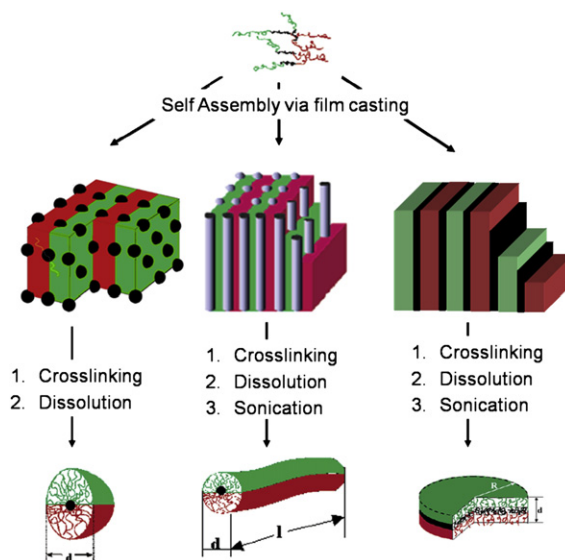 Self Assembly via film casting
1. Crosslinking
2. Dissolution
1. Crosslinking
2. Dissolution
3. Sonication
1. Crosslinking
2. Dissolution
3. Sonication
d
d
l
R
d